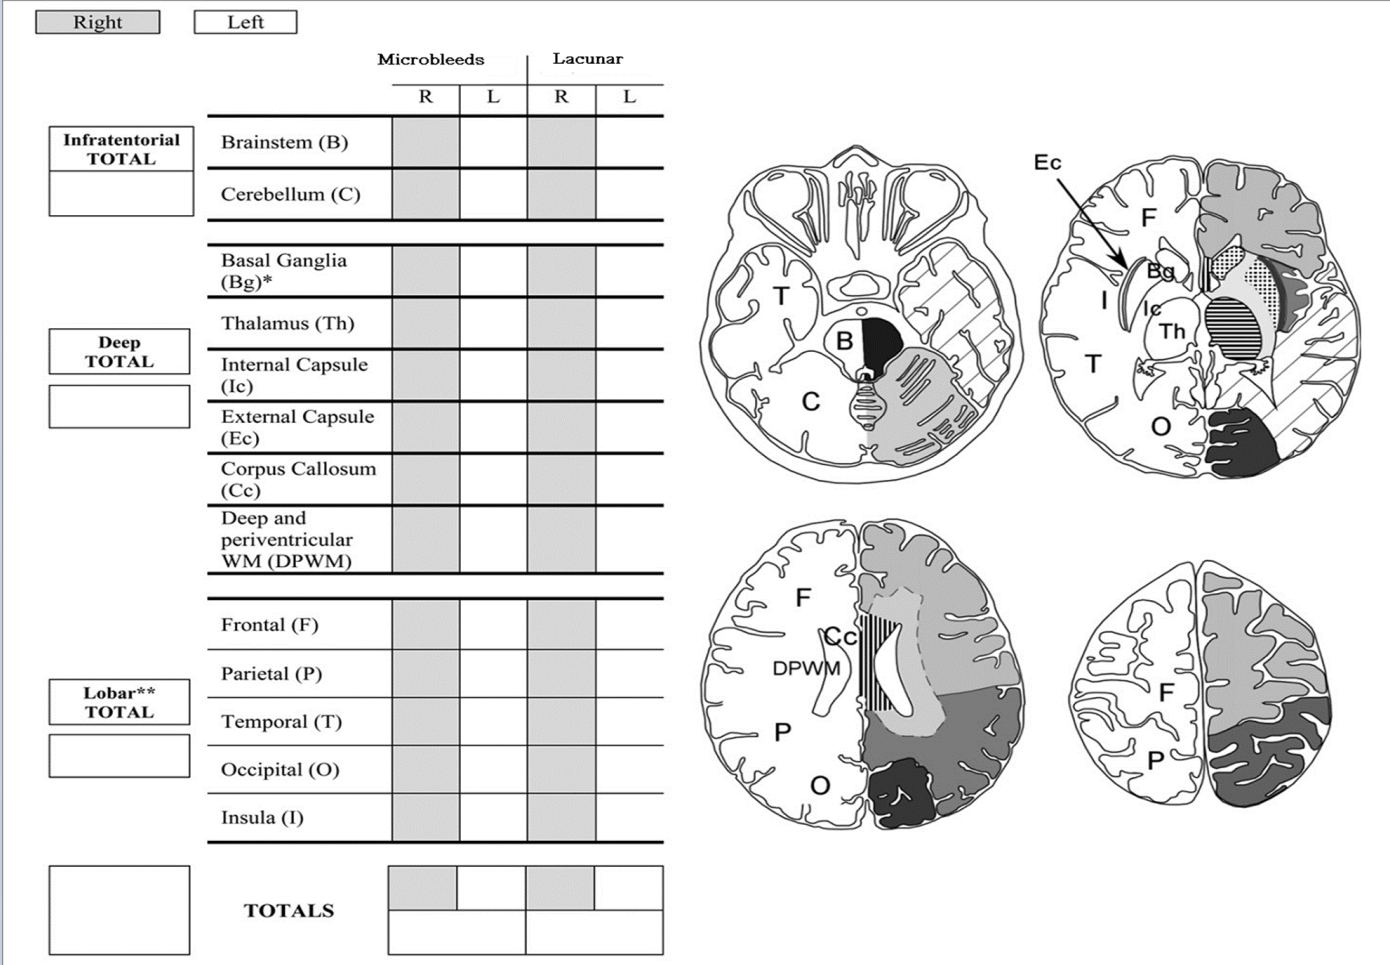 Right Left
Microbleeds Lacunar
R L R L
Infratentorial
TOTAL
Brainstem (B)
Cerebellum (C)
Deep
TOTAL
Basal Ganglia
(Bg)*
Thalamus (Th)
Internal Capsule
(Ic)
External Capsule
(Ec)
Corpus Callosum
(Cc)
Deep and
periventricular
WM (DPWM)
Lobar**
TOTAL
Frontal (F)
Parietal (P)
Temporal (T)
Occipital (O)
Insula (I)
TOTALS
T
B
C
Ec
F
Bg
I
Ic
Th
T
O
F
Cc
DPWM
P
O
F
P